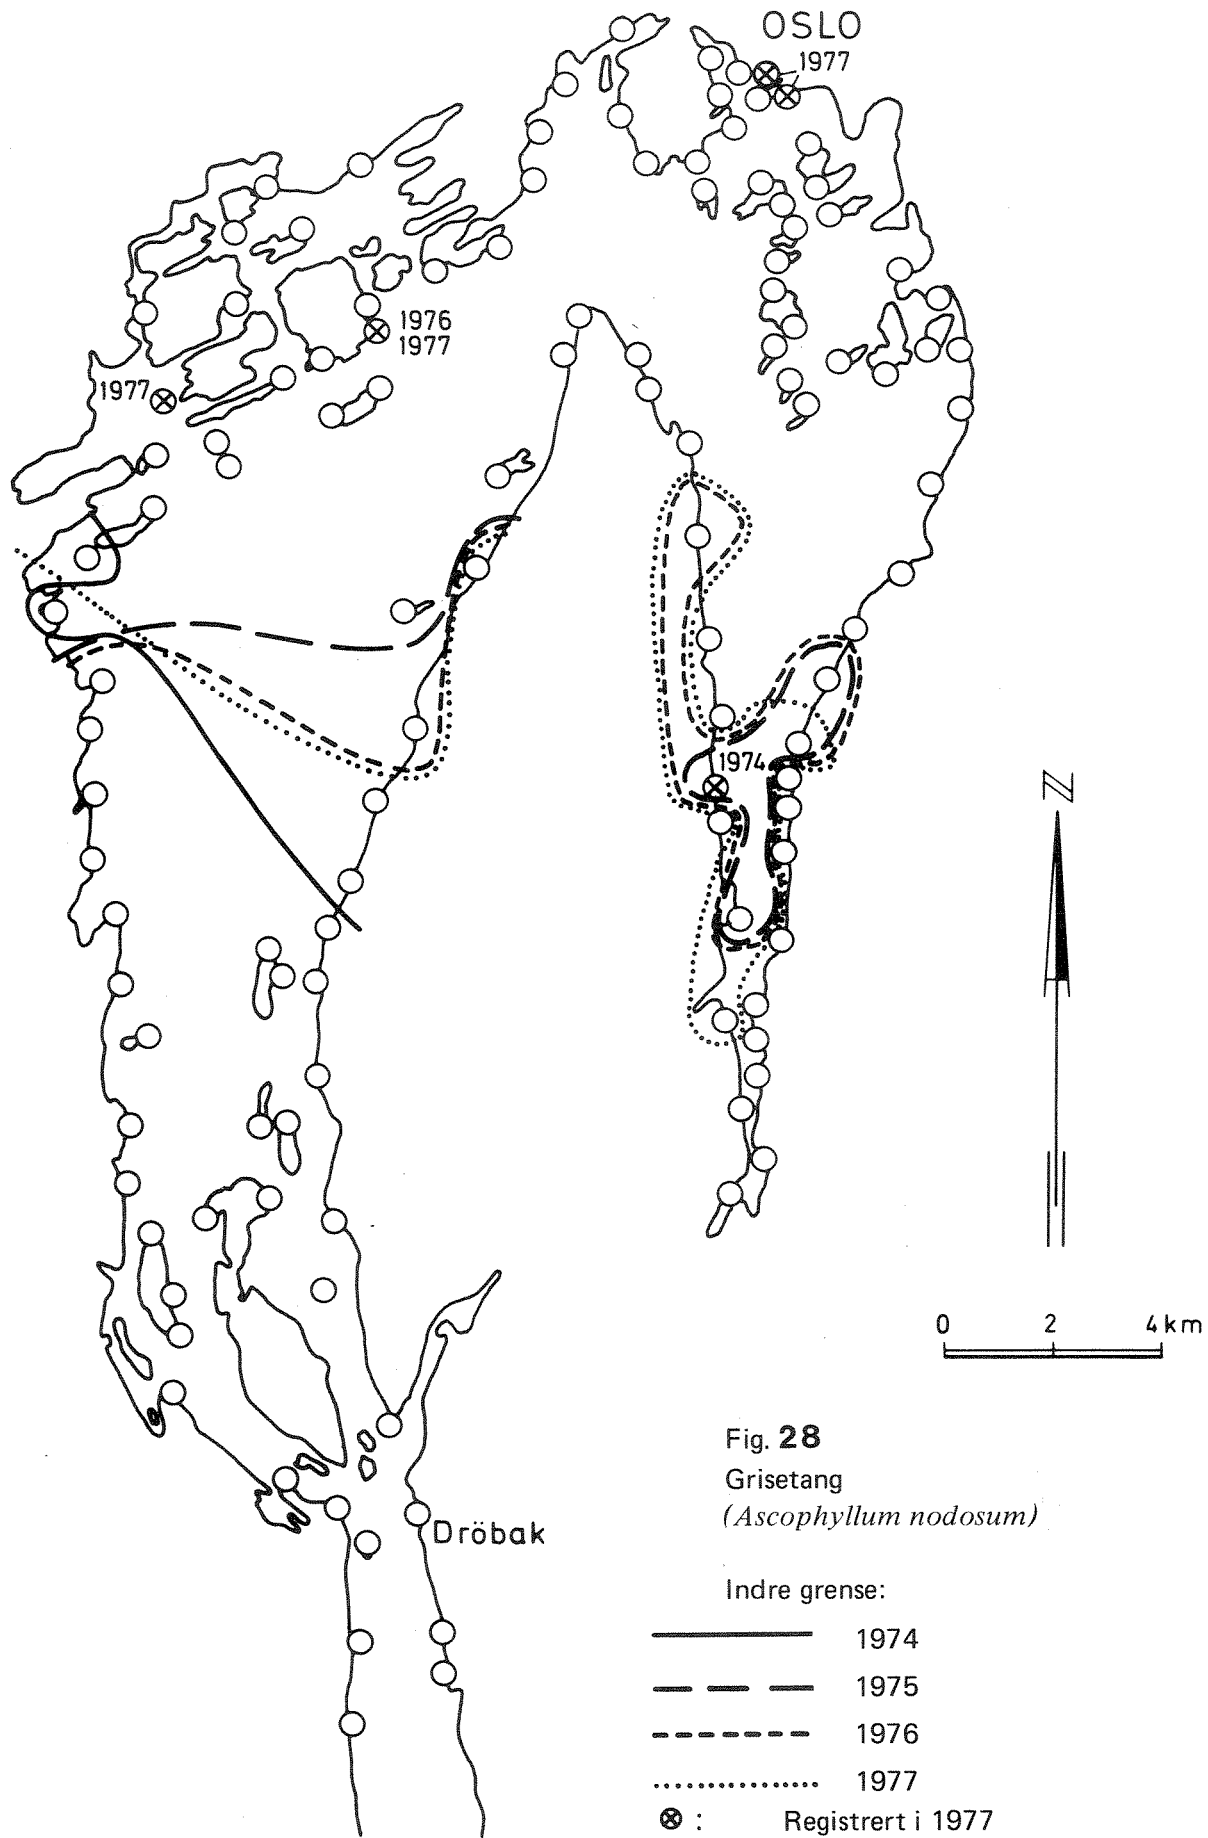 OSLO
1977
1976
1977
1977
1974
N
0 2 4 km
Fig. 28
Grisetang
(Ascophyllum nodosum)
Dröbak
Indre grense:
1974
1975
1976
1977
⊗ : Registrert i 1977